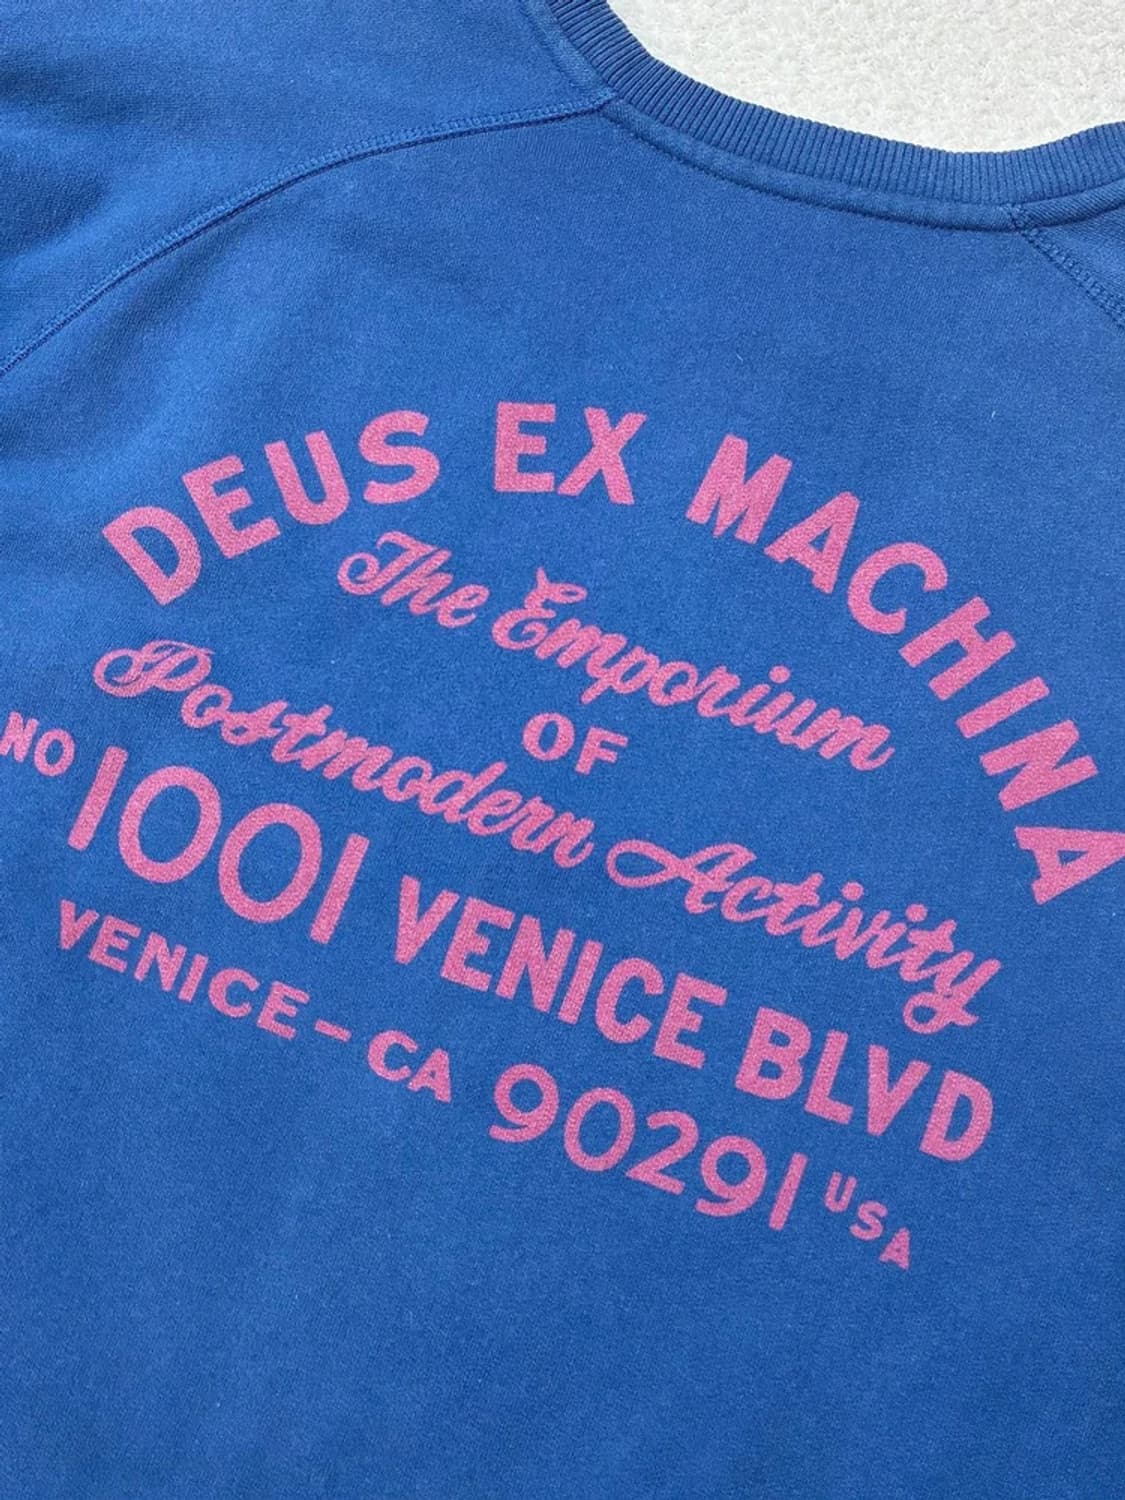 DEUS EX MACHINA
The Emporium
OF
Postmodern Activity
NO 1001 VENICE BLVD
VENICE - CA 90291 USA